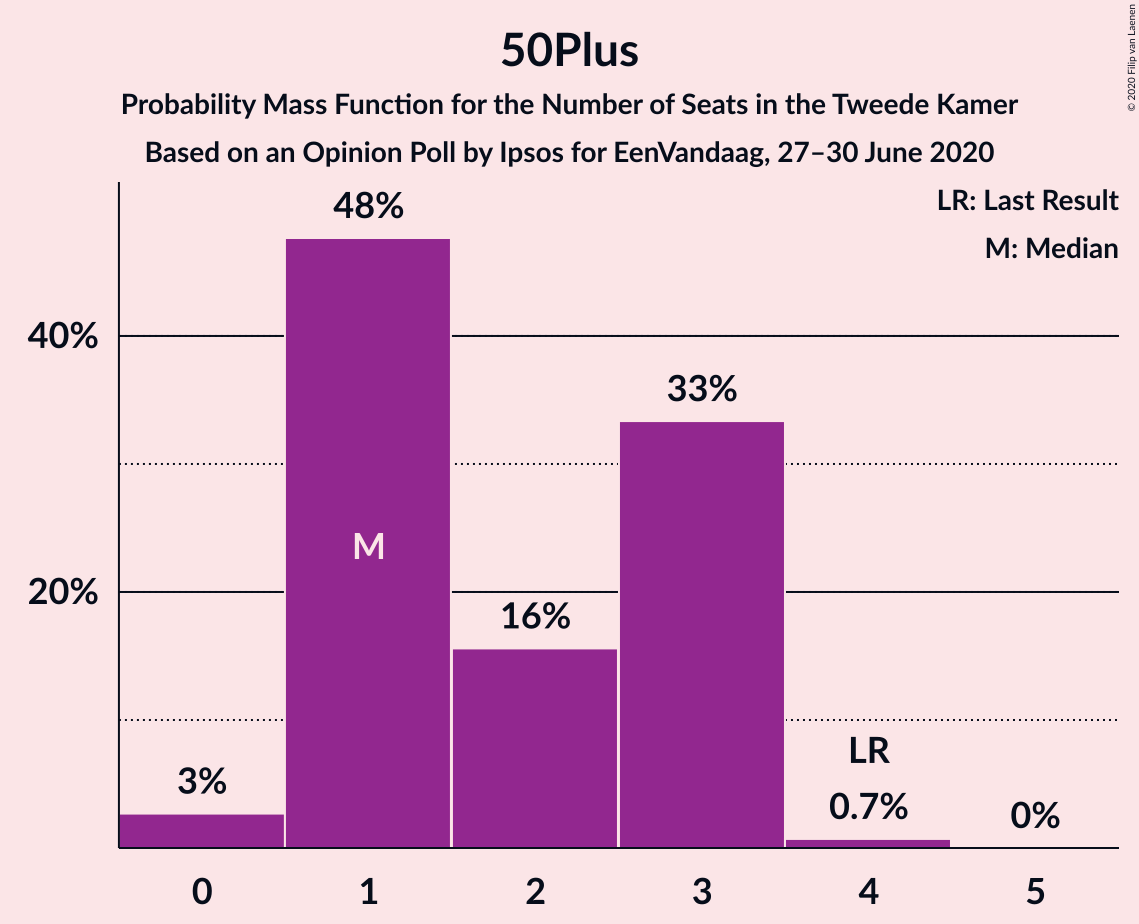 50Plus
Probability Mass Function for the Number of Seats in the Tweede Kamer
Based on an Opinion Poll by Ipsos for EenVandaag, 27–30 June 2020
© 2020 Filip van Laenen
LR: Last Result
M: Median
48%
40%
33%
M
20%
16%
LR
3%
0.7%
0%
0 1 2 3 4 5